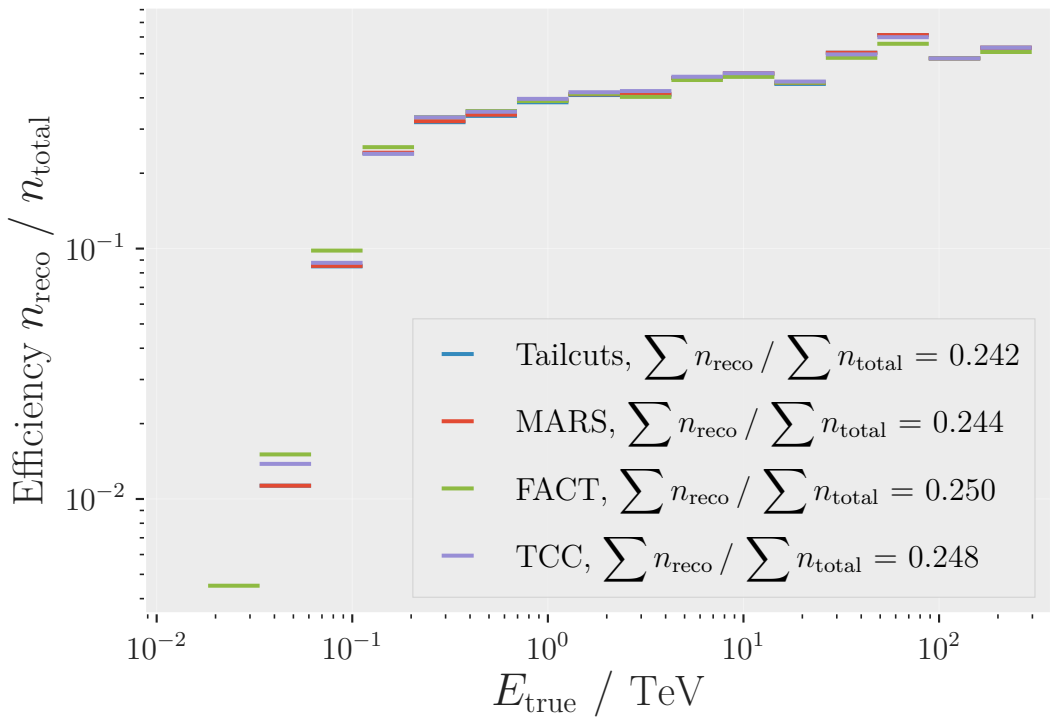 Efficiency n_reco / n_total
10^-1
10^-2
Tailcuts, ∑ n_reco / ∑ n_total = 0.242
MARS, ∑ n_reco / ∑ n_total = 0.244
FACT, ∑ n_reco / ∑ n_total = 0.250
TCC, ∑ n_reco / ∑ n_total = 0.248
10^-2 10^-1 10^0 10^1 10^2
E_true / TeV